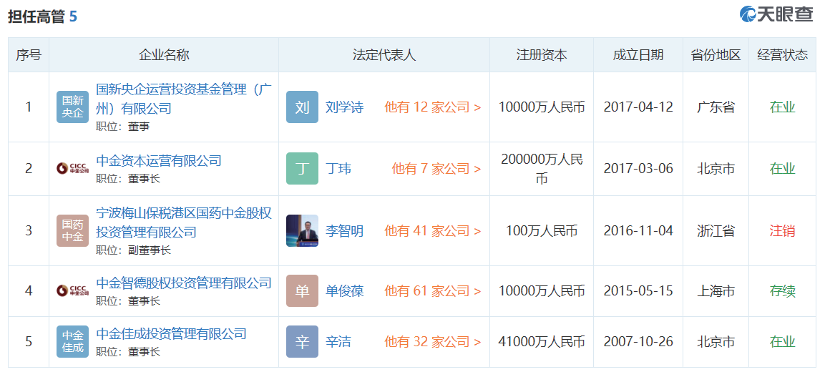 担任高管 5
天眼查
序号 企业名称 法定代表人 注册资本 成立日期 省份地区 经营状态
国新央企运营投资基金管理（广
1 国新 刘 刘学诗 他有 12 家公司 > 10000万人民币 2017-04-12 广东省 在业
央企 州）有限公司
职位：董事
2 CICC 中金公司 中金资本运营有限公司 丁 丁玮 他有 7 家公司 > 200000万人民 2017-03-06 北京市 在业
职位：董事长 币
宁波梅山保税港区国药中金股权
3 国药 李智明 他有 41 家公司 > 100万人民币 2016-11-04 浙江省 注销
中金 投资管理有限公司
职位：副董事长
4 CICC 中金公司 中金智德股权投资管理有限公司 单 单俊葆 他有 61 家公司 > 10000万人民币 2015-05-15 上海市 存续
职位：董事长
5 中金 中金佳成投资管理有限公司 辛 辛洁 他有 32 家公司 > 41000万人民币 2007-10-26 北京市 在业
佳成 职位：董事长